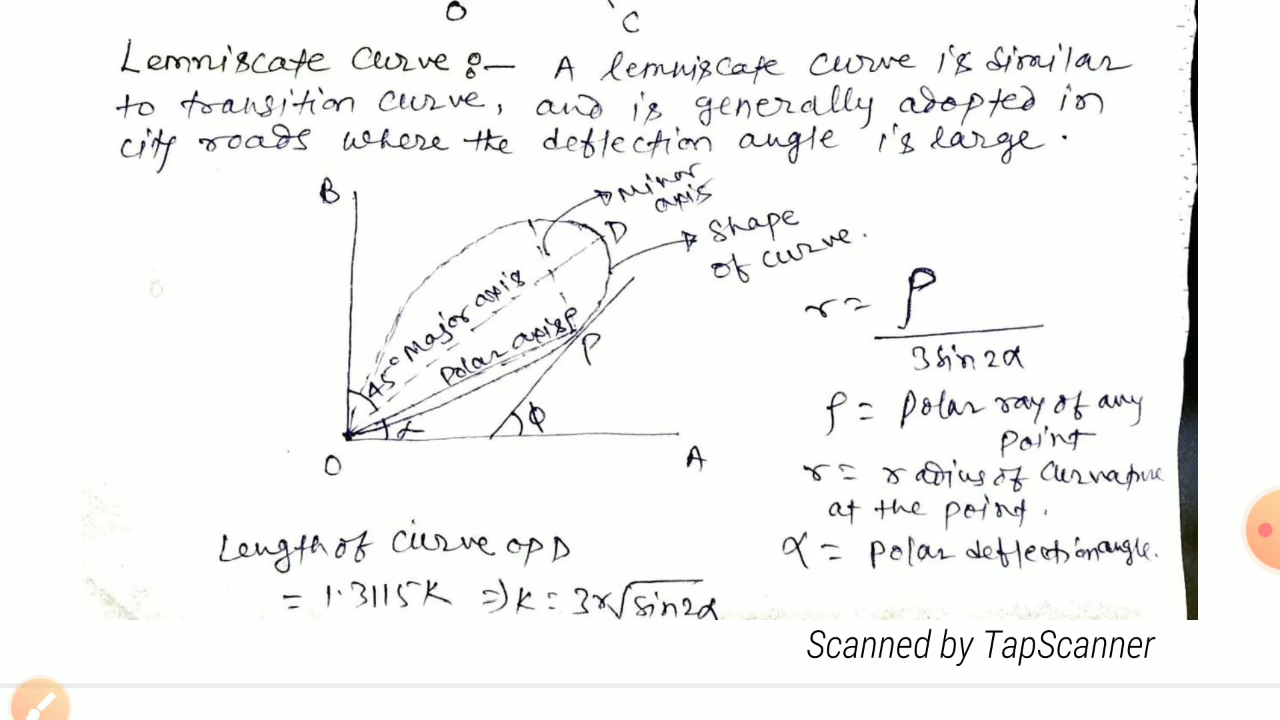 O
C
Lemniscate Curve :— A lemniscate curve is similar
to transition curve, and is generally adopted in
city roads where the deflection angle is large.
B
Minor
axis
D
Shape
of curve.
Major axis
45°
Polar axis ρ
P
α
φ
O
A
r = ρ
3 sin 2α
ρ = Polar ray of any
point
r = radius of curvature
at the point.
α = Polar deflection angle.
Length of curve OPD
= 1.3115K ⇒ K = 3r√sin2α
Scanned by TapScanner